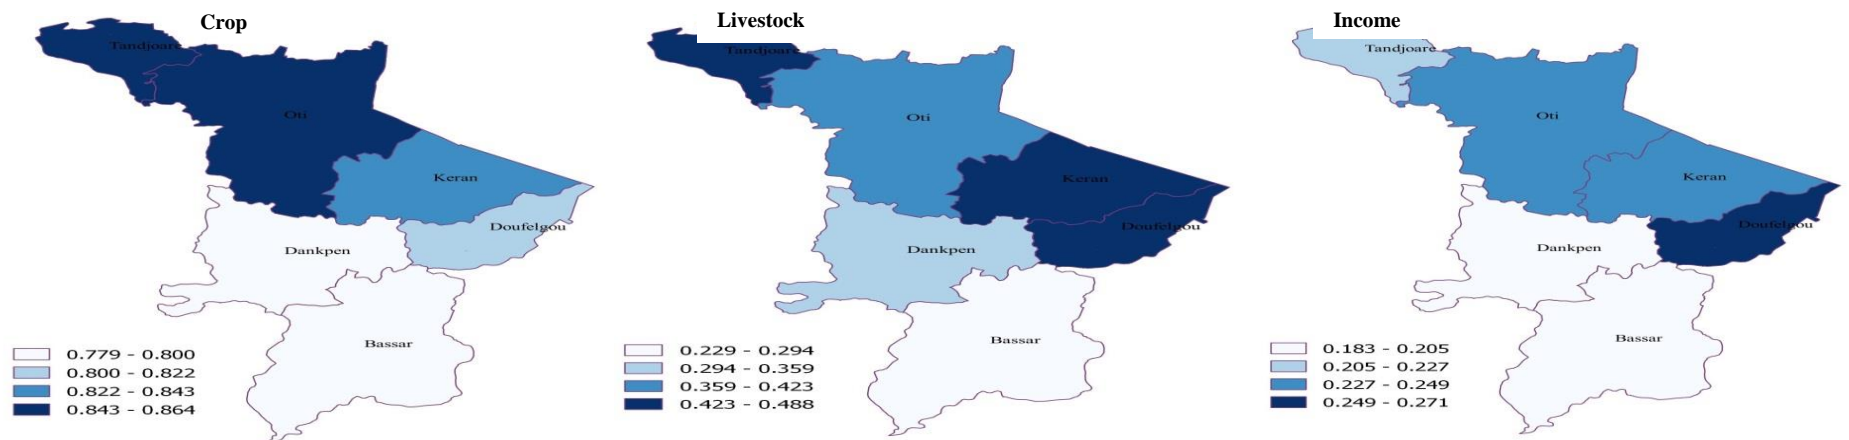 Crop
Tandjoare
Oti
Keran
Doufelgou
Dankpen
Bassar
0.779 - 0.800
0.800 - 0.822
0.822 - 0.843
0.843 - 0.864
Livestock
Tandjoare
Oti
Keran
Doufelgou
Dankpen
Bassar
0.229 - 0.294
0.294 - 0.359
0.359 - 0.423
0.423 - 0.488
Income
Tandjoare
Oti
Keran
Doufelgou
Dankpen
Bassar
0.183 - 0.205
0.205 - 0.227
0.227 - 0.249
0.249 - 0.271